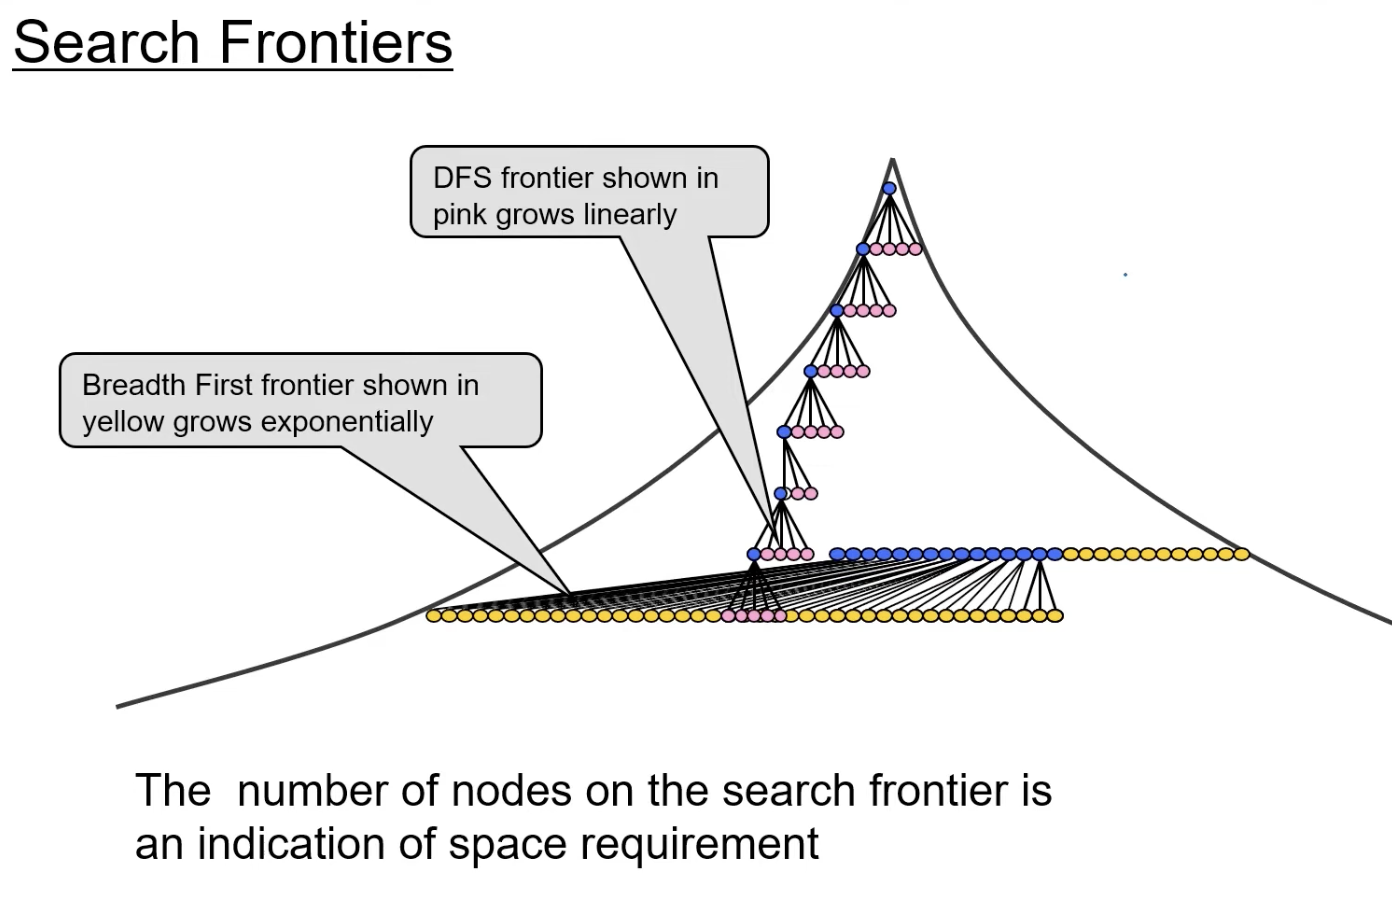 Search Frontiers
DFS frontier shown in
pink grows linearly
Breadth First frontier shown in
yellow grows exponentially
The  number of nodes on the search frontier is
an indication of space requirement